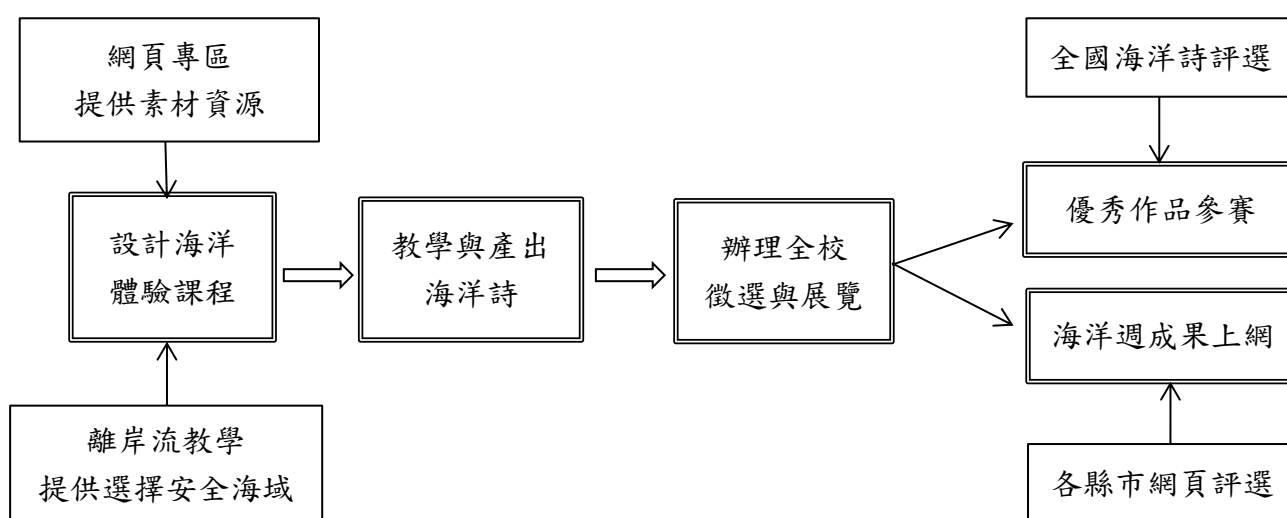 網頁專區
提供素材資源
設計海洋
體驗課程
離岸流教學
提供選擇安全海域
教學與產出
海洋詩
辦理全校
徵選與展覽
全國海洋詩評選
優秀作品參賽
海洋週成果上網
各縣市網頁評選